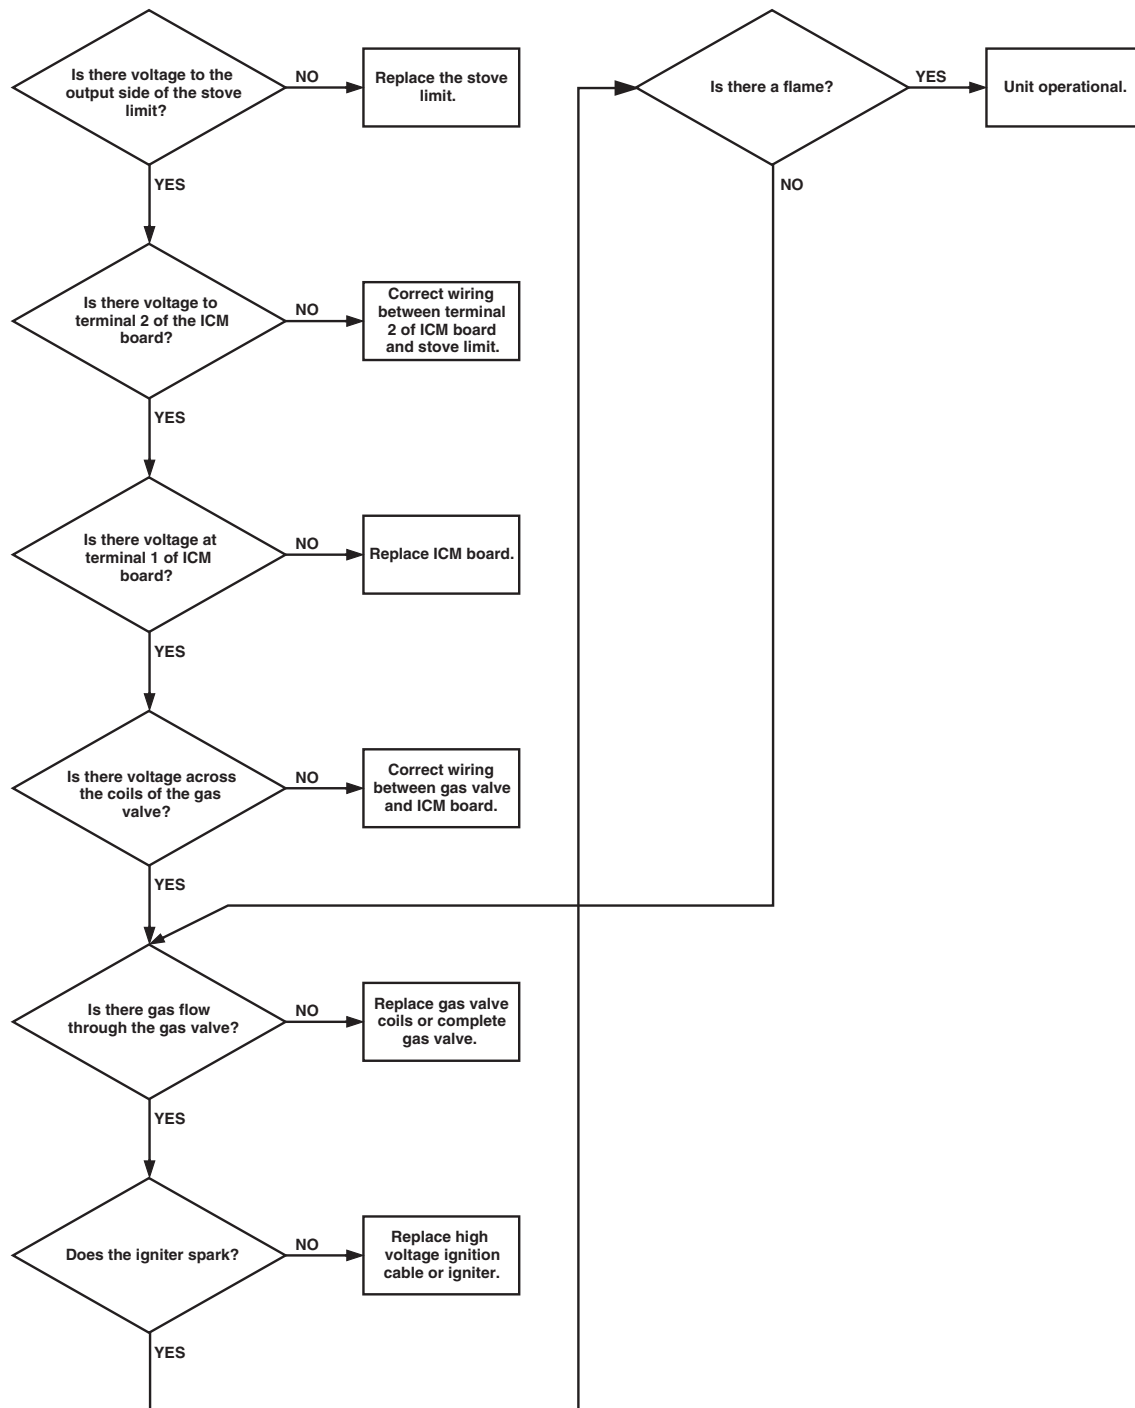 Is there voltage to the
output side of the stove
limit?
NO
Replace the stove
limit.
YES
Is there voltage to
terminal 2 of the ICM
board?
NO
Correct wiring
between terminal
2 of ICM board
and stove limit.
YES
Is there voltage at
terminal 1 of ICM
board?
NO
Replace ICM board.
YES
Is there voltage across
the coils of the gas
valve?
NO
Correct wiring
between gas valve
and ICM board.
YES
Is there gas flow
through the gas valve?
NO
Replace gas valve
coils or complete
gas valve.
YES
Does the igniter spark?
NO
Replace high
voltage ignition
cable or igniter.
YES
Is there a flame?
YES
Unit operational.
NO